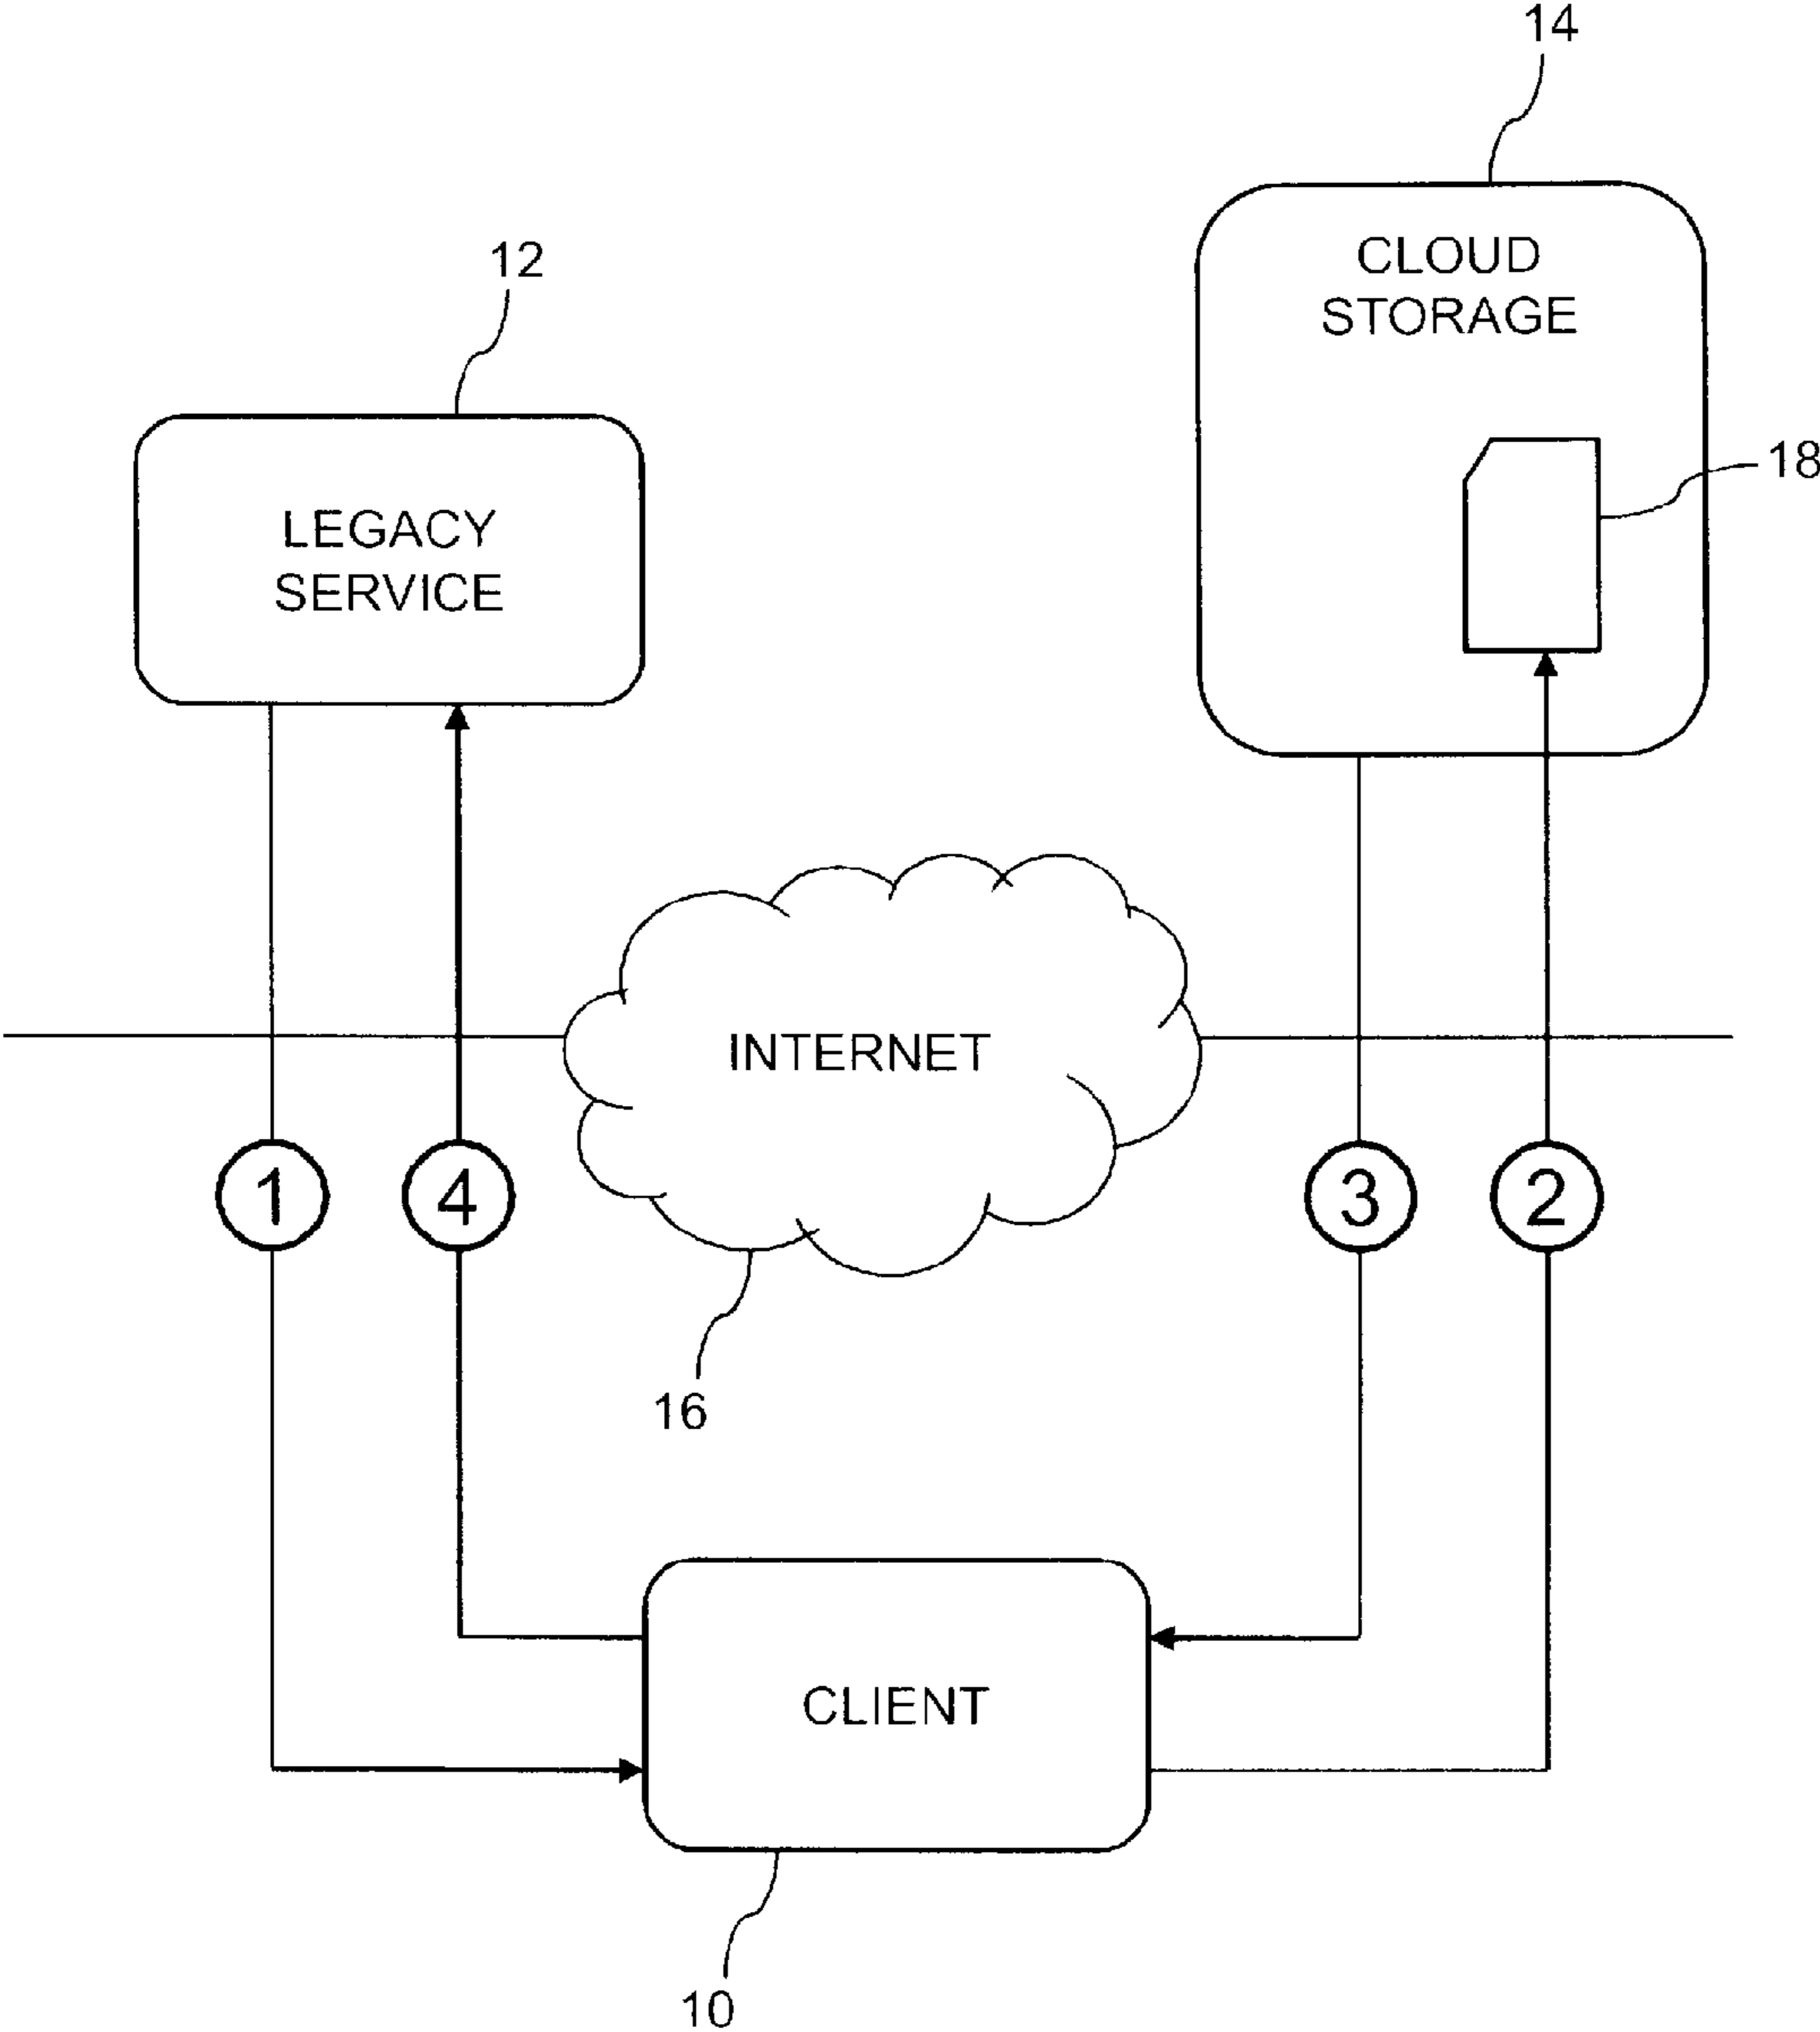 14
CLOUD
STORAGE
12
18
LEGACY
SERVICE
INTERNET
1
4
3
2
16
CLIENT
10